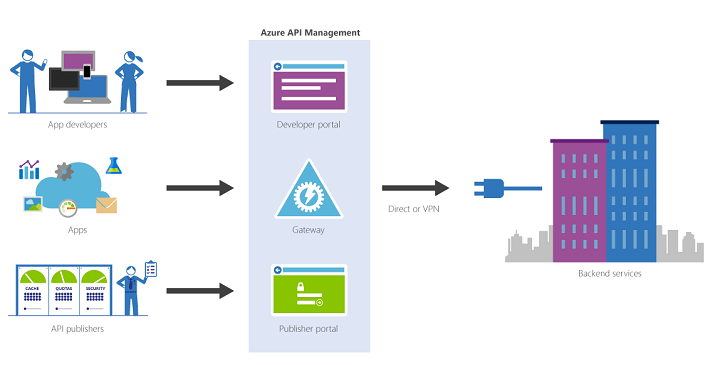 Azure API Management
App developers
Developer portal
Apps
Gateway
Direct or VPN
Backend services
CACHE
QUOTAS
SECURITY
API publishers
Publisher portal